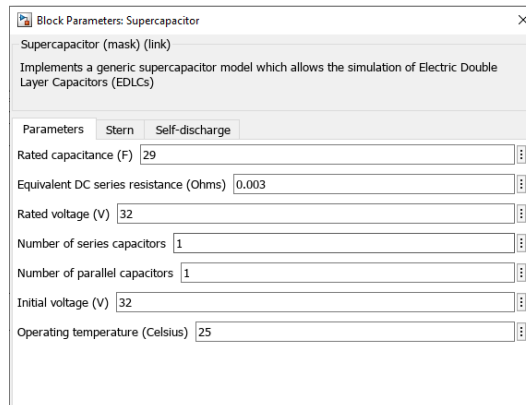 Block Parameters: Supercapacitor
Supercapacitor (mask) (link)
Implements a generic supercapacitor model which allows the simulation of Electric Double
Layer Capacitors (EDLCs)
Parameters Stern Self-discharge
Rated capacitance (F) 29
Equivalent DC series resistance (Ohms) 0.003
Rated voltage (V) 32
Number of series capacitors 1
Number of parallel capacitors 1
Initial voltage (V) 32
Operating temperature (Celsius) 25